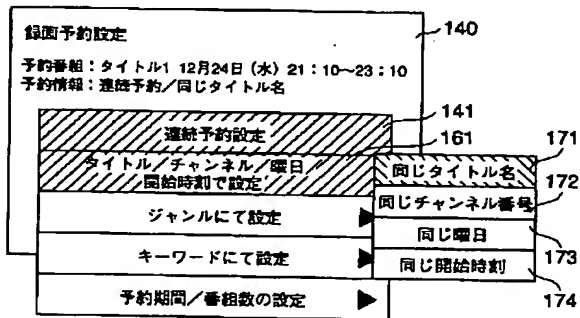 録画予約設定
140
予約番組：タイトル1 12月24日（水）21：10～23：10
予約情報：連続予約／同じタイトル名
141
連続予約設定
161
171
タイトル／チャンネル／曜日／
開始時刻で設定
同じタイトル名
172
同じチャンネル番号
ジャンルにて設定 ▶
同じ曜日
173
キーワードにて設定 ▶
同じ開始時刻
174
予約期間／番組数の設定 ▶